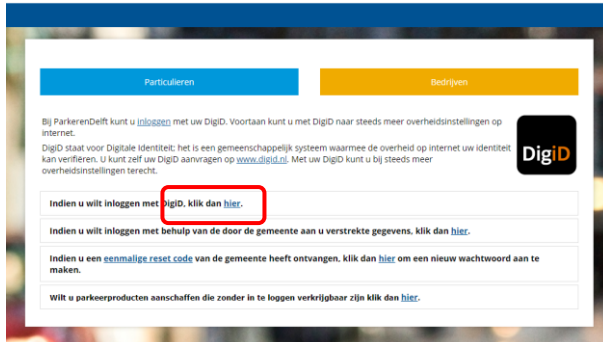 Particulieren
Bedrijven
Bij ParkerenDelft kunt u inloggen met uw DigiD. Voortaan kunt u met DigiD naar steeds meer overheidsinstellingen op
internet.
DigiD staat voor Digitale Identiteit; het is een gemeenschappelijk systeem waarmee de overheid op internet uw identiteit
kan verifiëren. U kunt zelf uw DigiD aanvragen op www.digid.nl. Met uw DigiD kunt u bij steeds meer
overheidsinstellingen terecht.
DigiD
Indien u wilt inloggen met DigiD, klik dan hier.
Indien u wilt inloggen met behulp van de door de gemeente aan u verstrekte gegevens, klik dan hier.
Indien u een eenmalige reset code van de gemeente heeft ontvangen, klik dan hier om een nieuw wachtwoord aan te
maken.
Wilt u parkeerproducten aanschaffen die zonder in te loggen verkrijgbaar zijn klik dan hier.